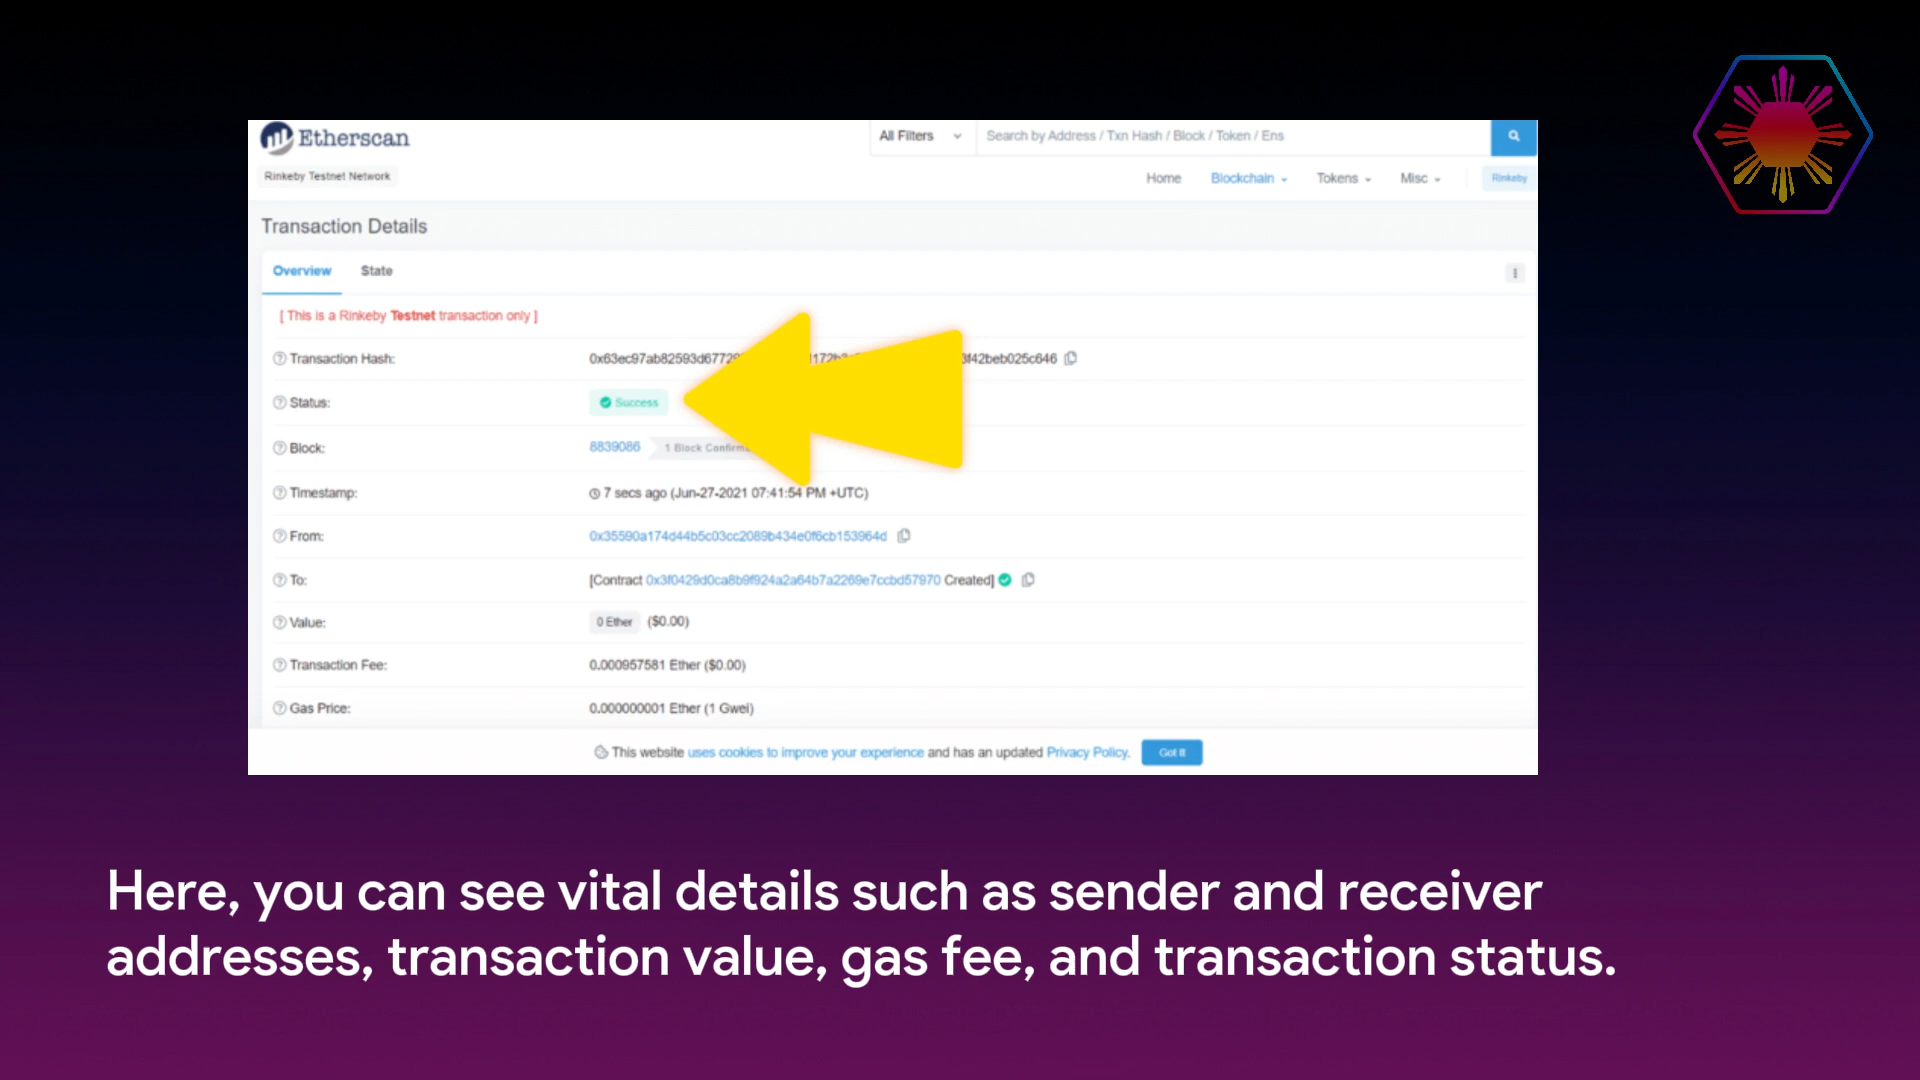 Etherscan
All Filters
Search by Address / Txn Hash / Block / Token / Ens
Rinkeby Testnet Network
Home Blockchain Tokens Misc Rinkeby
Transaction Details
Overview State
[ This is a Rinkeby Testnet transaction only ]
Transaction Hash: 0x63ec97ab82593d6772 3f42beb025c646
Status: Success
Block: 8839086 1 Block
Timestamp: 7 secs ago (Jun-27-2021 07:41:54 PM +UTC)
From: 0x35590a174d44b5c03cc2089b434e0f6cb153964d
To: [Contract 0x3f0429d0ca8b9f924a2a64b7a2269e7ccbd57970 Created]
Value: 0 Ether ($0.00)
Transaction Fee: 0.000957581 Ether ($0.00)
Gas Price: 0.000000001 Ether (1 Gwei)
This website uses cookies to improve your experience and has an updated Privacy Policy. Got It
Here, you can see vital details such as sender and receiver
addresses, transaction value, gas fee, and transaction status.